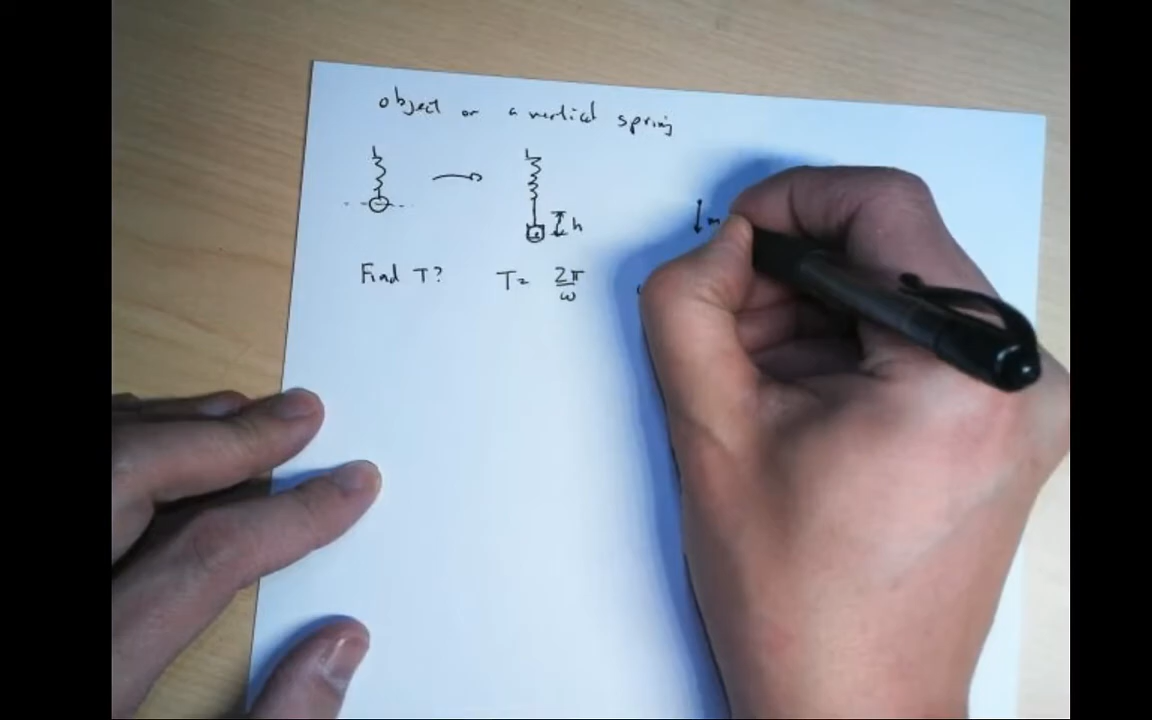 object on a vertical spring
h
m
Find T? T = 2π/ω